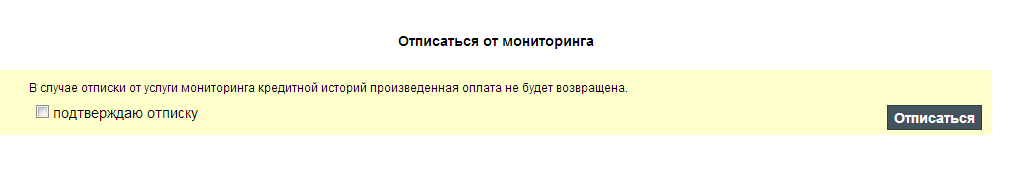 Отписаться от мониторинга
В случае отписки от услуги мониторинга кредитной историй произведенная оплата не будет возвращена.
подтверждаю отписку
Отписаться